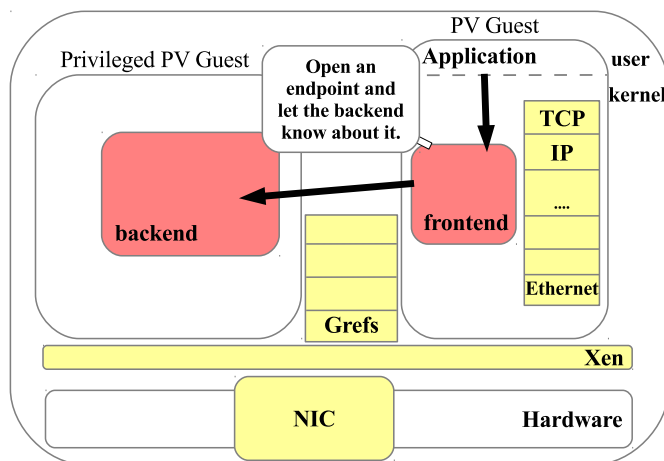 PV Guest
Privileged PV Guest
Application
user
kernel
Open an
endpoint and
let the backend
know about it.
TCP
IP
....
Ethernet
backend
frontend
Grefs
Xen
NIC
Hardware